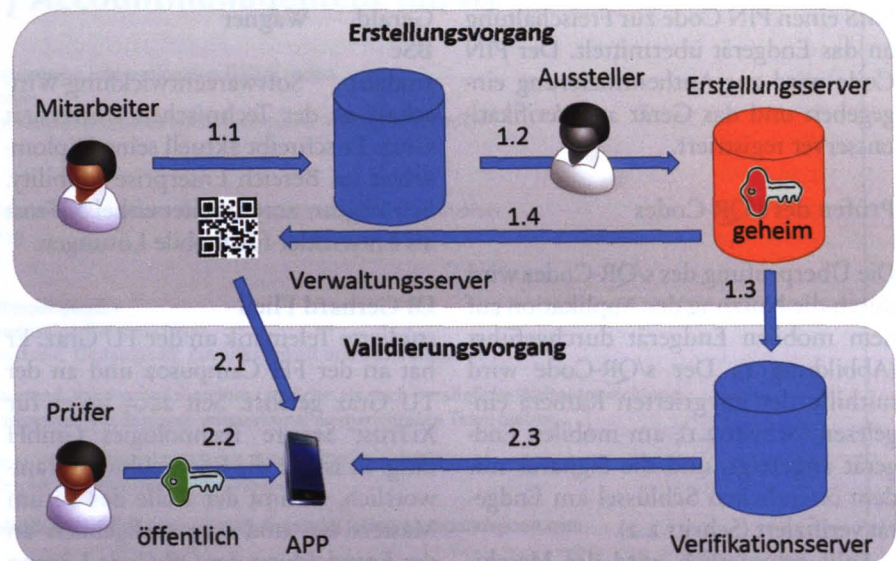 Erstellungsvorgang
Mitarbeiter
1.1
1.2
Aussteller
Erstellungsserver
geheim
1.4
Verwaltungsserver
1.3
2.1
Validierungsvorgang
Prüfer
2.2
2.3
öffentlich
APP
Verifikationsserver